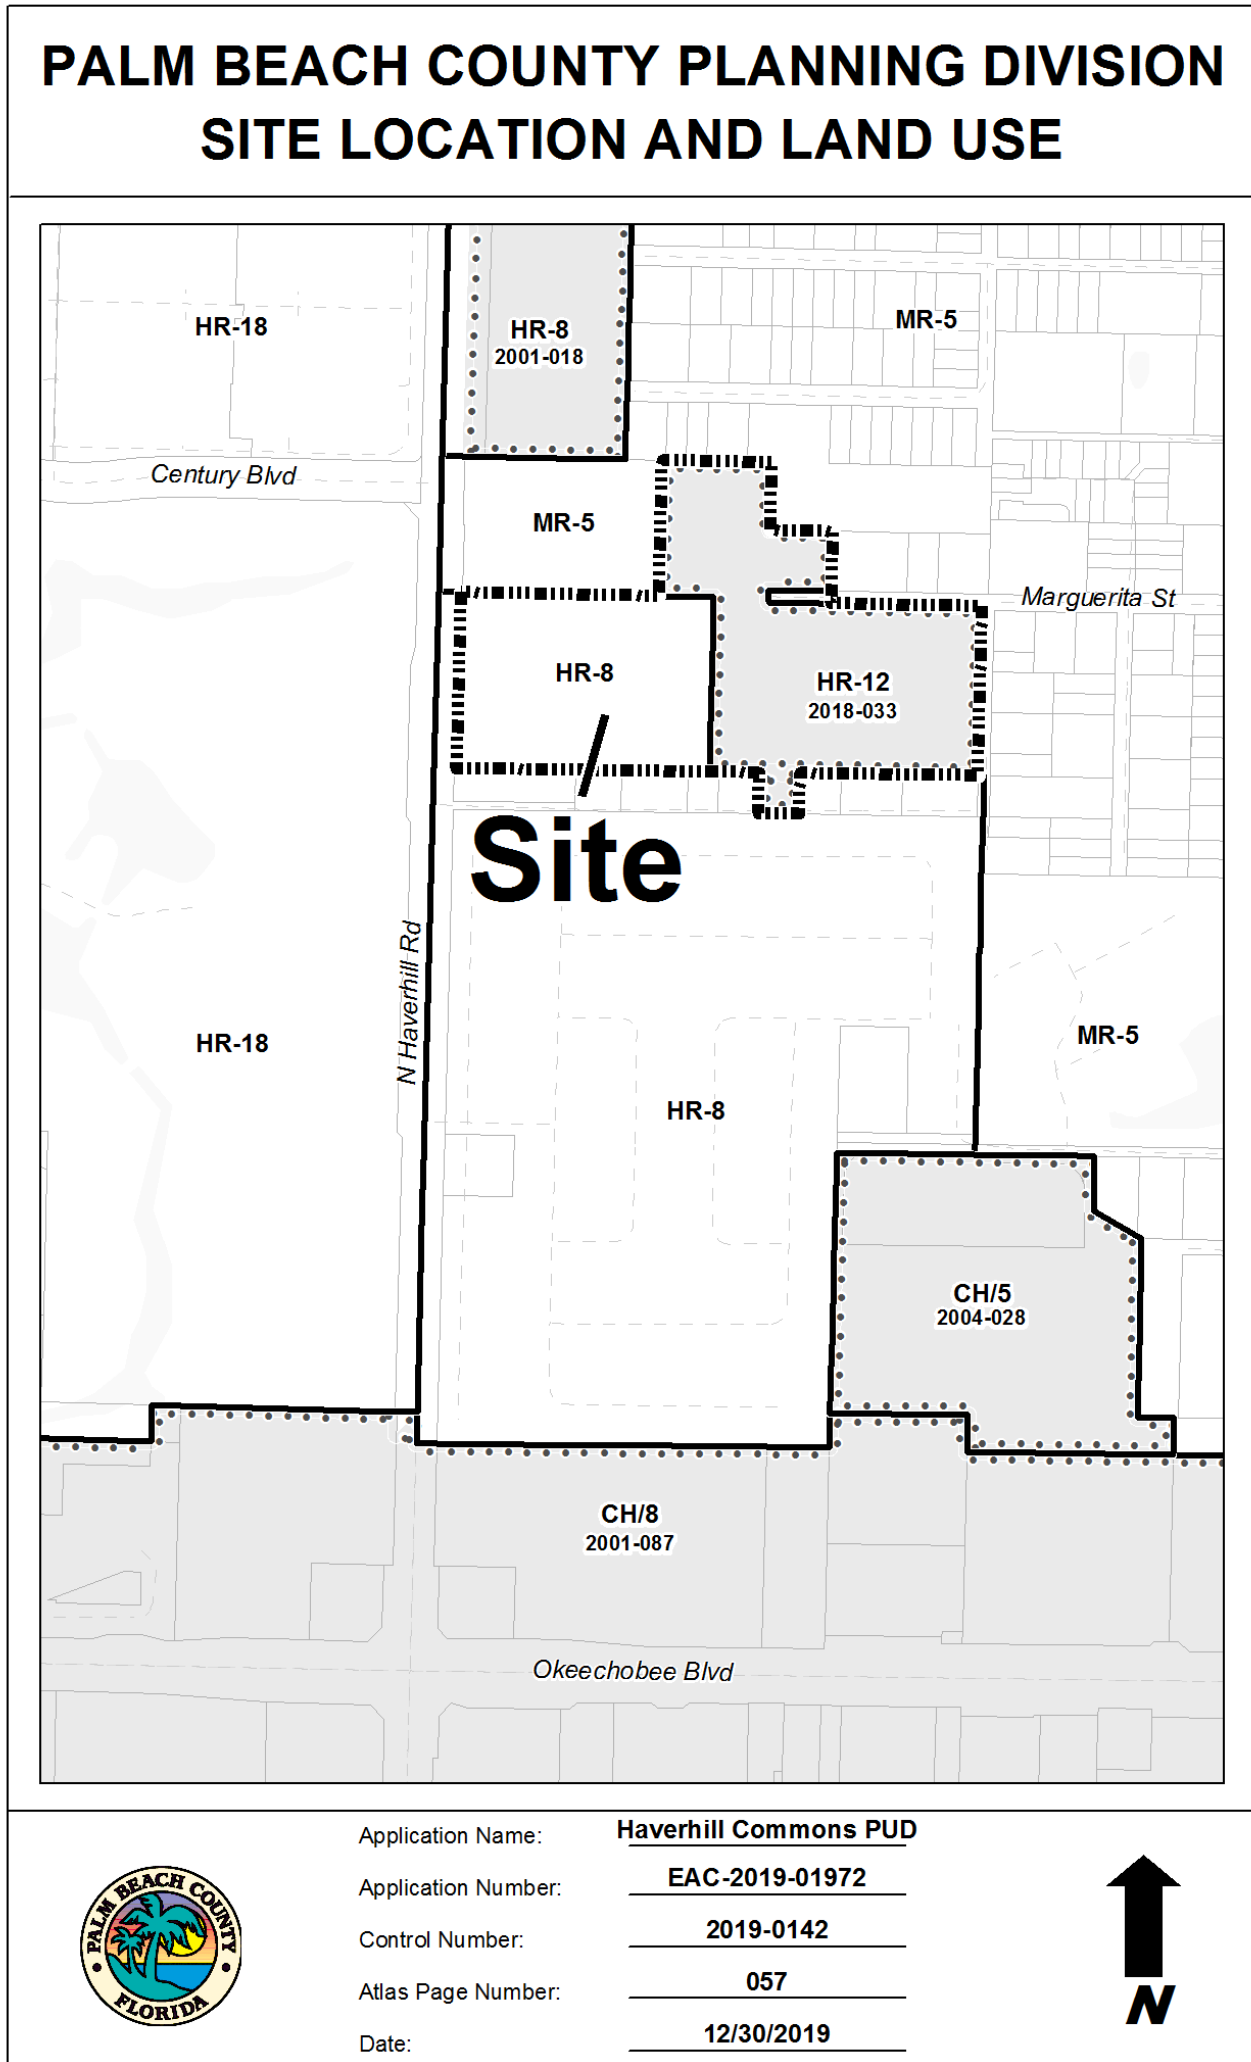 PALM BEACH COUNTY PLANNING DIVISION
SITE LOCATION AND LAND USE
HR-18
HR-8
2001-018
MR-5
Century Blvd
MR-5
Marguerita St
HR-8
HR-12
2018-033
Site
N Haverhill Rd
HR-18
MR-5
HR-8
CH/5
2004-028
CH/8
2001-087
Okeechobee Blvd
Application Name: Haverhill Commons PUD
Application Number: EAC-2019-01972
Control Number: 2019-0142
Atlas Page Number: 057
Date: 12/30/2019
PALM BEACH COUNTY
FLORIDA
N